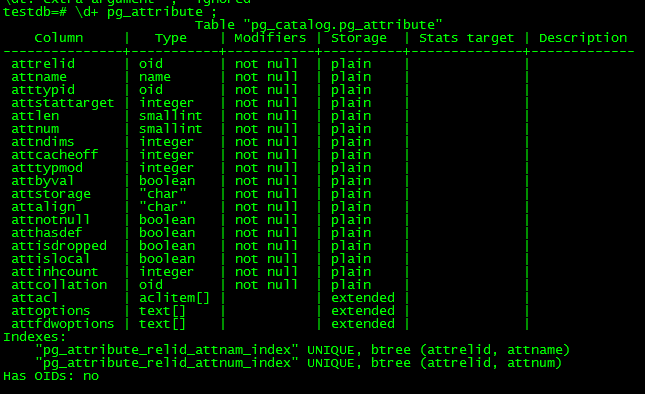 \dt: extra argument ";" ignored
testdb=# \d+ pg_attribute ;
                        Table "pg_catalog.pg_attribute"
    Column     |   Type    | Modifiers | Storage  | Stats target | Description
---------------+-----------+-----------+----------+--------------+-------------
 attrelid      | oid       | not null  | plain    |              |
 attname       | name      | not null  | plain    |              |
 atttypid      | oid       | not null  | plain    |              |
 attstattarget | integer   | not null  | plain    |              |
 attlen        | smallint  | not null  | plain    |              |
 attnum        | smallint  | not null  | plain    |              |
 attndims      | integer   | not null  | plain    |              |
 attcacheoff   | integer   | not null  | plain    |              |
 atttypmod     | integer   | not null  | plain    |              |
 attbyval      | boolean   | not null  | plain    |              |
 attstorage    | "char"    | not null  | plain    |              |
 attalign      | "char"    | not null  | plain    |              |
 attnotnull    | boolean   | not null  | plain    |              |
 atthasdef     | boolean   | not null  | plain    |              |
 attisdropped  | boolean   | not null  | plain    |              |
 attislocal    | boolean   | not null  | plain    |              |
 attinhcount   | integer   | not null  | plain    |              |
 attcollation  | oid       | not null  | plain    |              |
 attacl        | aclitem[] |           | extended |              |
 attoptions    | text[]    |           | extended |              |
 attfdwoptions | text[]    |           | extended |              |
Indexes:
    "pg_attribute_relid_attnam_index" UNIQUE, btree (attrelid, attname)
    "pg_attribute_relid_attnum_index" UNIQUE, btree (attrelid, attnum)
Has OIDs: no